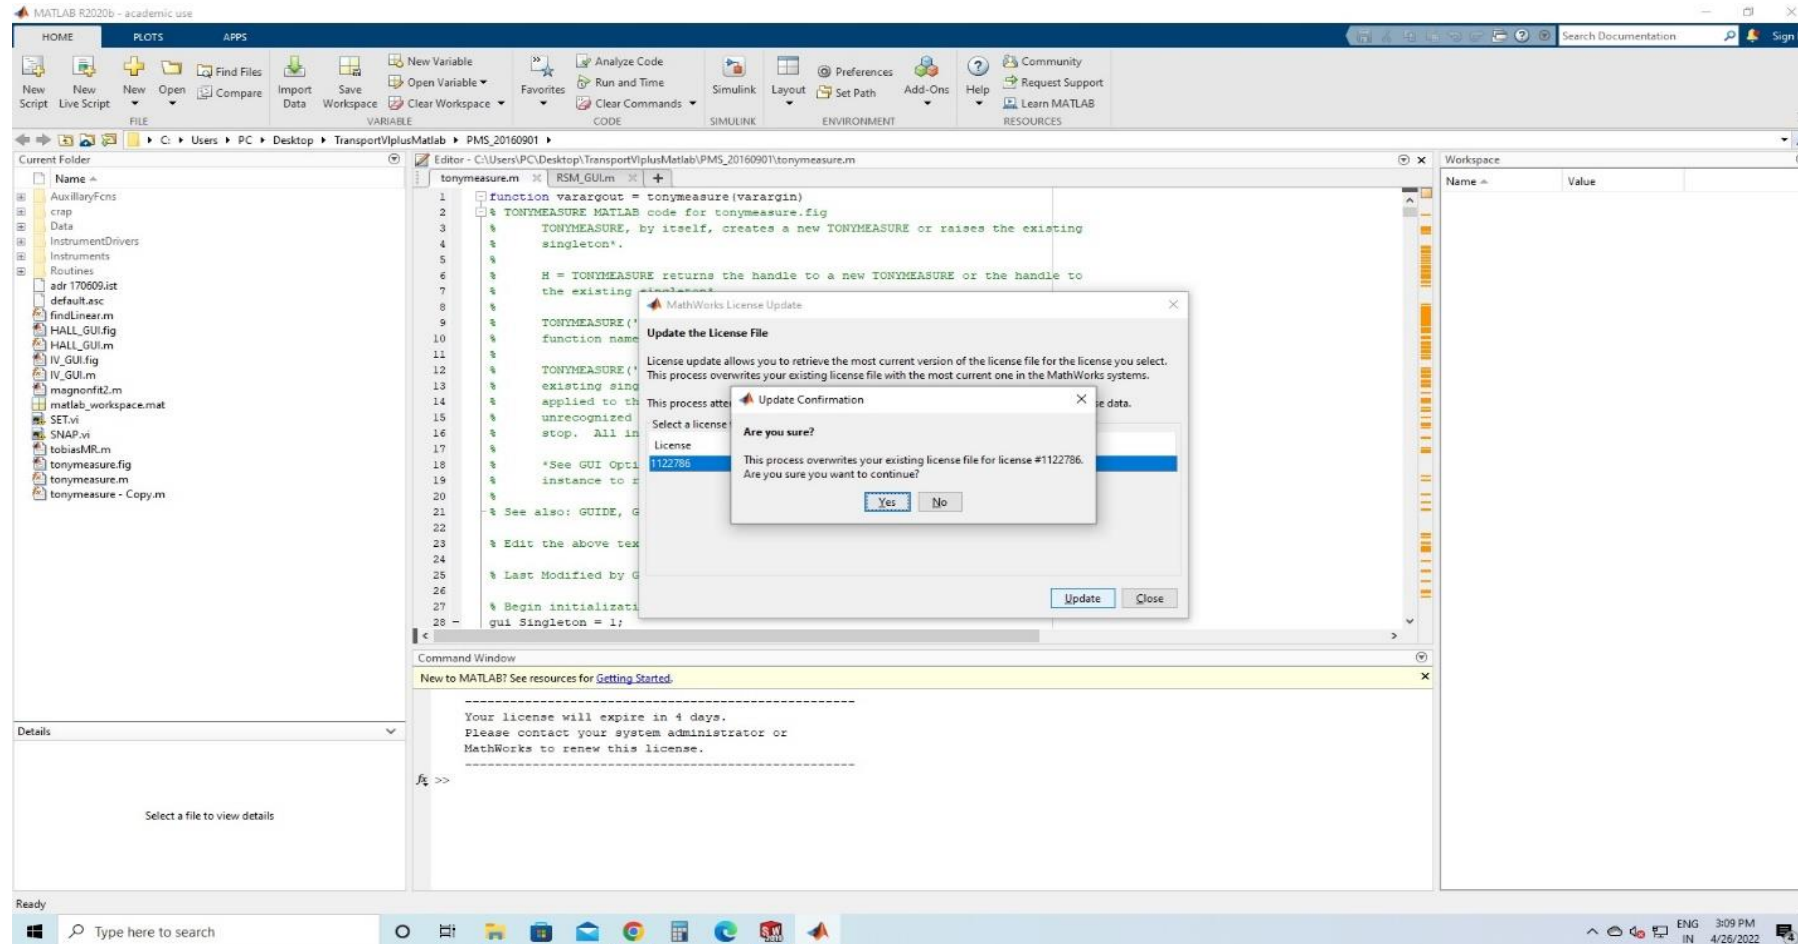 MATLAB R2020b - academic use
HOME PLOTS APPS
Search Documentation
Sign
New Script
New Live Script
New
Open
Find Files
Compare
Import Data
Save Workspace
New Variable
Open Variable
Clear Workspace
Favorites
Analyze Code
Run and Time
Clear Commands
Simulink
Layout
Preferences
Set Path
Add-Ons
Help
Community
Request Support
Learn MATLAB
FILE VARIABLE CODE SIMULINK ENVIRONMENT RESOURCES
C: Users PC Desktop TransportVIplusMatlab PMS_20160901
Current Folder
Name
AuxillaryFcns
crap
Data
InstrumentDrivers
Instruments
Routines
adr 170609.ist
default.asc
findLinear.m
HALL_GUI.fig
HALL_GUI.m
IV_GUI.fig
IV_GUI.m
magnonfit2.m
matlab_workspace.mat
SET.vi
SNAP.vi
tobiasMR.m
tonymeasure.fig
tonymeasure.m
tonymeasure - Copy.m
Details
Select a file to view details
Editor - C:\Users\PC\Desktop\TransportVIplusMatlab\PMS_20160901\tonymeasure.m
tonymeasure.m RSM_GUI.m +
1 function varargout = tonymeasure(varargin)
2 % TONYMEASURE MATLAB code for tonymeasure.fig
3 % TONYMEASURE, by itself, creates a new TONYMEASURE or raises the existing
4 % singleton*.
5 %
6 % H = TONYMEASURE returns the handle to a new TONYMEASURE or the handle to
7 % the existing singleton*
8 %
9 % TONYMEASURE('
10 % function name
11 %
12 % TONYMEASURE('
13 % existing sing
14 % applied to th
15 % unrecognized
16 % stop. All in
17 %
18 % *See GUI Opti
19 % instance to r
20 %
21 % See also: GUIDE, G
22
23 % Edit the above tex
24
25 % Last Modified by G
26
27 % Begin initializati
28 - gui_Singleton = 1;
MathWorks License Update
Update the License File
License update allows you to retrieve the most current version of the license file for the license you select.
This process overwrites your existing license file with the most current one in the MathWorks systems.
This process atte
se data.
Select a license
License
1122786
Update Close
Update Confirmation
Are you sure?
This process overwrites your existing license file for license #1122786.
Are you sure you want to continue?
Yes No
Command Window
New to MATLAB? See resources for Getting Started.
-----------------------------------------------------
Your license will expire in 4 days.
Please contact your system administrator or
MathWorks to renew this license.
-----------------------------------------------------
fx >>
Workspace
Name Value
Ready
Type here to search
ENG 3:09 PM
IN 4/26/2022
4